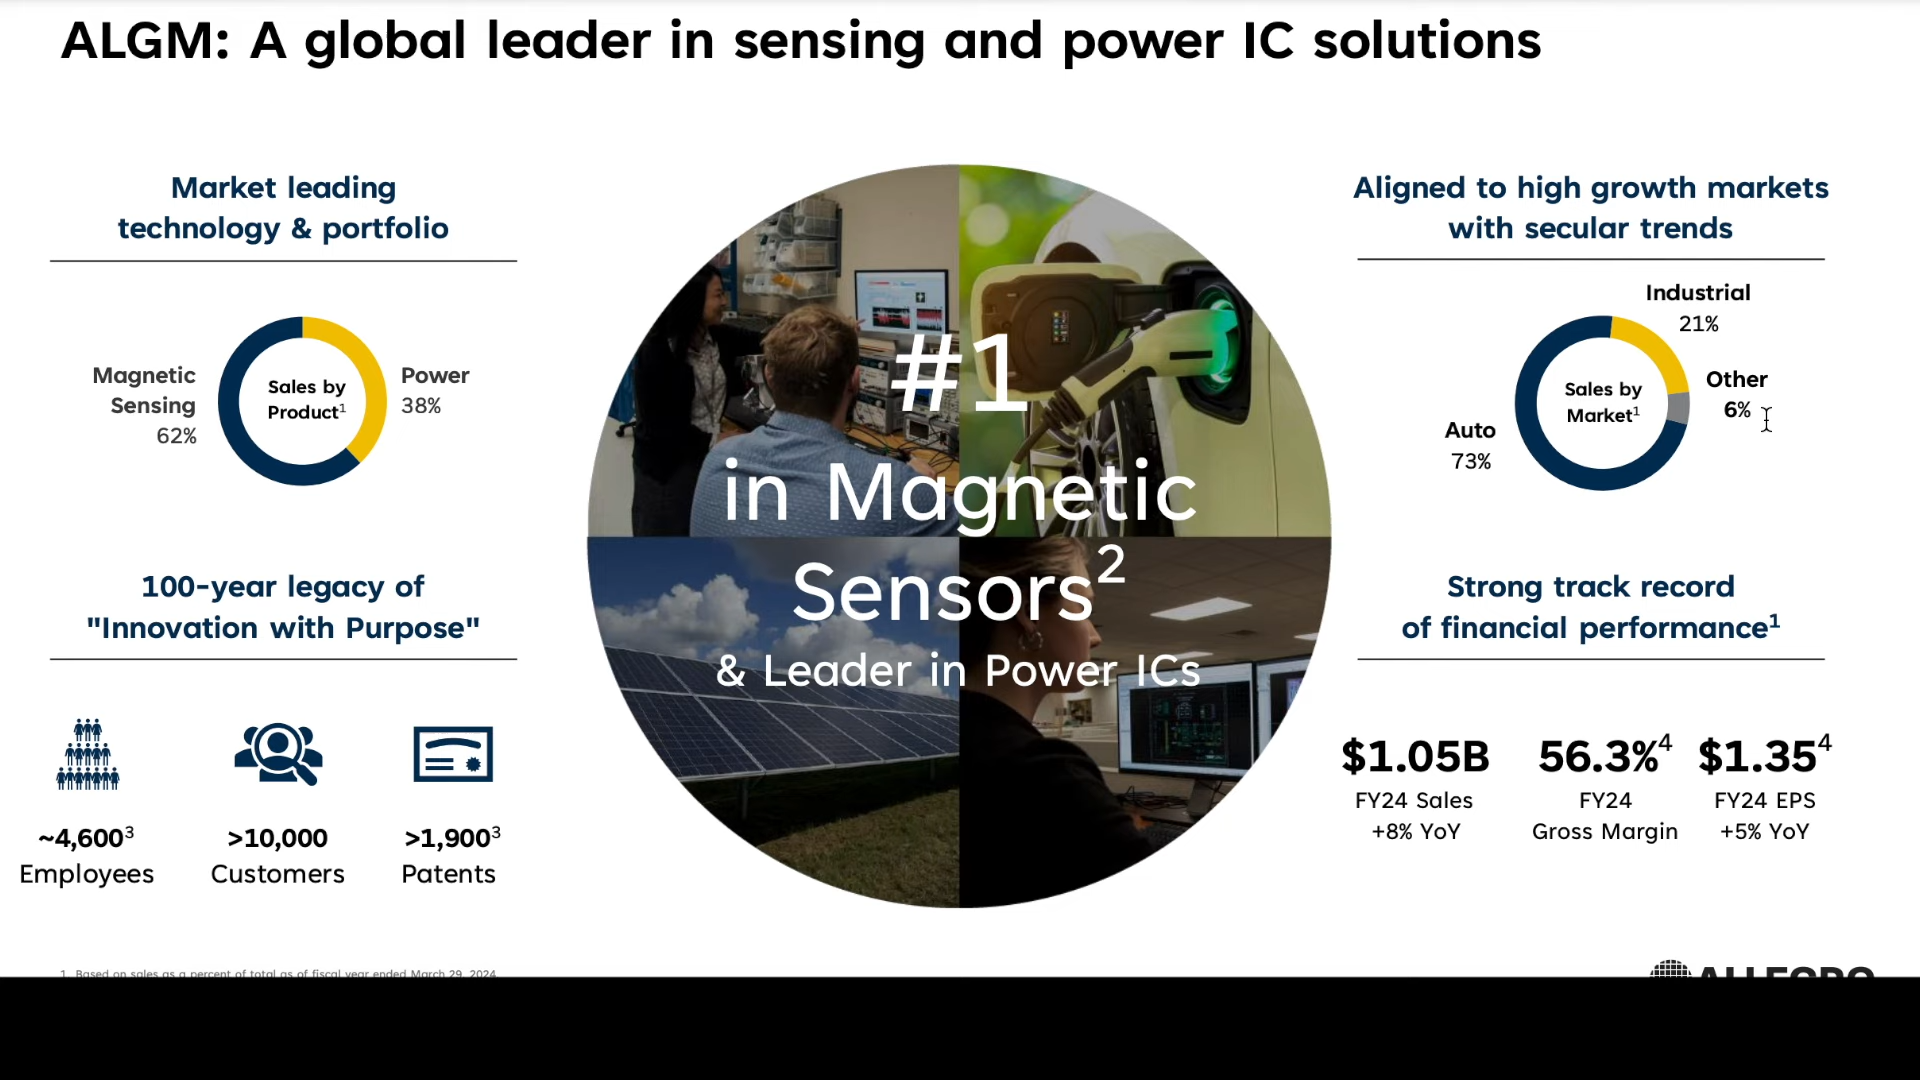 ALGM: A global leader in sensing and power IC solutions
Market leading
technology & portfolio
Magnetic
Sensing
62%
Sales by
Product¹
Power
38%
100-year legacy of
"Innovation with Purpose"
~4,600³
Employees
>10,000
Customers
>1,900³
Patents
#1
in Magnetic
Sensors²
& Leader in Power ICs
Aligned to high growth markets
with secular trends
Industrial
21%
Other
6%
Sales by
Market¹
Auto
73%
Strong track record
of financial performance¹
$1.05B
FY24 Sales
+8% YoY
56.3%⁴
FY24
Gross Margin
$1.35⁴
FY24 EPS
+5% YoY
1. Based on sales as a percent of total as of fiscal year ended March 29, 2024
ALLEGRO